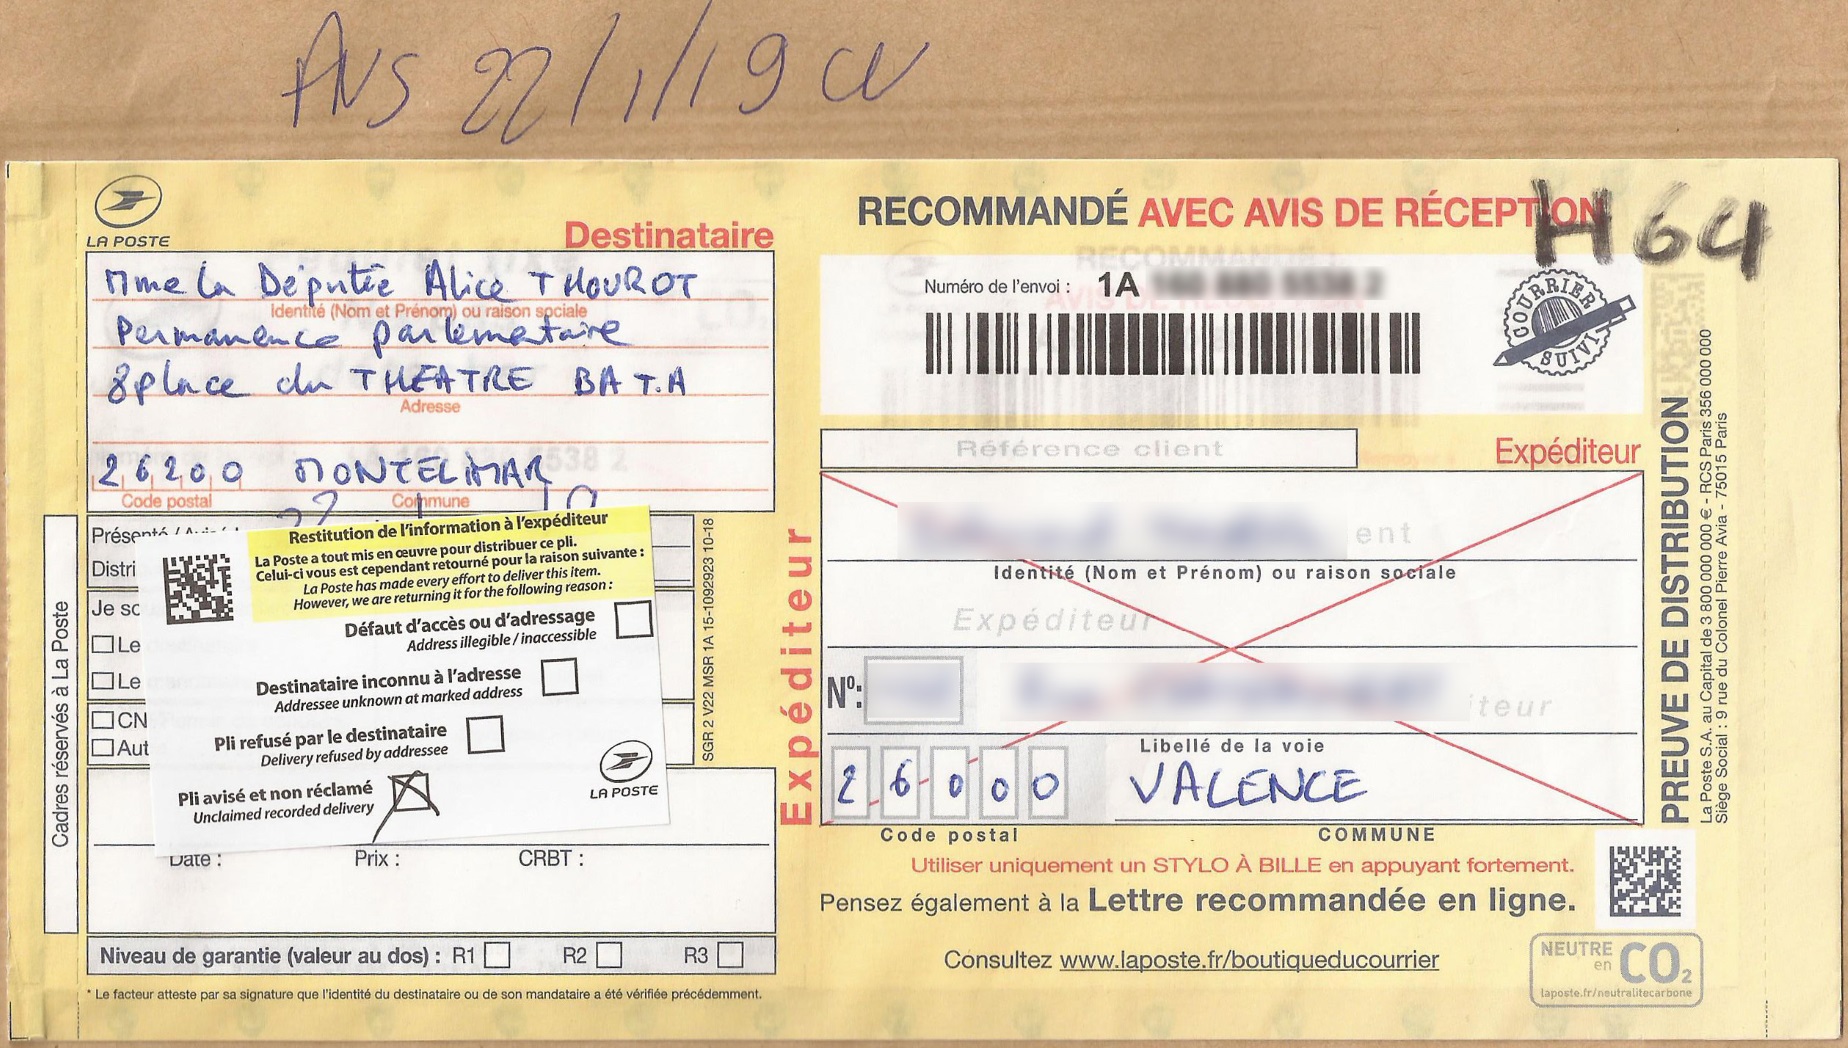 AVS 22/1/19
LA POSTE
Destinataire
Mme la Députée Alice THOUROT
Identité (Nom et Prénom) ou raison sociale
Permanence parlementaire
8 place du THEATRE BAT.A
Adresse
26200 MONTELIMAR
Code postal Commune
RECOMMANDÉ AVEC AVIS DE RÉCEPTION
H64
Numéro de l'envoi : 1A
COURRIER SUIVI
Référence client
Expéditeur
ent
Identité (Nom et Prénom) ou raison sociale
Expéditeur
N°:
teur
Libellé de la voie
26000 VALENCE
Code postal COMMUNE
Expéditeur
Utiliser uniquement un STYLO À BILLE en appuyant fortement.
Pensez également à la Lettre recommandée en ligne.
Consultez www.laposte.fr/boutiqueducourrier
NEUTRE en CO2
laposte.fr/neutralitecarbone
PREUVE DE DISTRIBUTION
La Poste S.A. au Capital de 3 800 000 000 € - RCS Paris 356 000 000
Siège Social : 9 rue du Colonel Pierre Avia - 75015 Paris
Cadres réservés à La Poste
Présenté /
Distri
Je so
Le
Le
CN
Aut
Restitution de l'information à l'expéditeur
La Poste a tout mis en œuvre pour distribuer ce pli.
Celui-ci vous est cependant retourné pour la raison suivante :
La Poste has made every effort to deliver this item.
However, we are returning it for the following reason :
Défaut d'accès ou d'adressage
Address illegible / inaccessible
Destinataire inconnu à l'adresse
Addressee unknown at marked address
Pli refusé par le destinataire
Delivery refused by addressee
Pli avisé et non réclamé
Unclaimed recorded delivery
LA POSTE
SGR 2 V22 MSR 1A 15-1092923 10-18
Date : Prix : CRBT :
Niveau de garantie (valeur au dos) : R1 R2 R3
* Le facteur atteste par sa signature que l'identité du destinataire ou de son mandataire a été vérifiée précédemment.